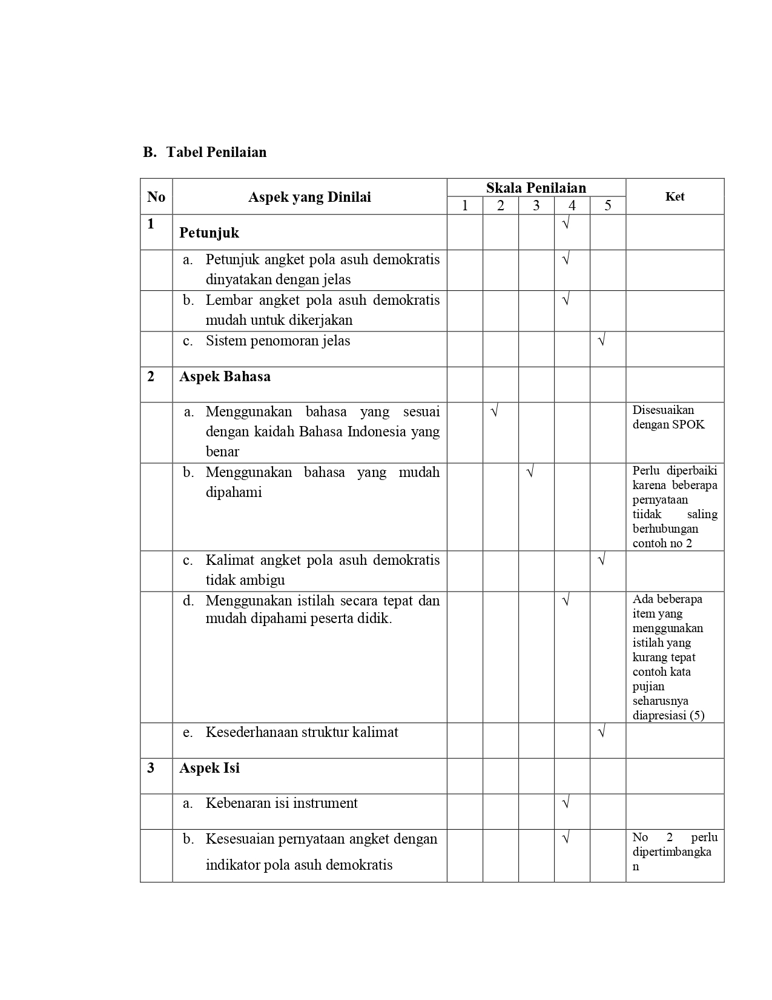 B. Tabel Penilaian
No Aspek yang Dinilai Skala Penilaian Ket
1 2 3 4 5
1 Petunjuk √
a. Petunjuk angket pola asuh demokratis √
dinyatakan dengan jelas
b. Lembar angket pola asuh demokratis √
mudah untuk dikerjakan
c. Sistem penomoran jelas √
2 Aspek Bahasa
a. Menggunakan bahasa yang sesuai √
dengan kaidah Bahasa Indonesia yang
benar
Disesuaikan
dengan SPOK
b. Menggunakan bahasa yang mudah √
dipahami
Perlu diperbaiki
karena beberapa
pernyataan
tiidak saling
berhubungan
contoh no 2
c. Kalimat angket pola asuh demokratis √
tidak ambigu
d. Menggunakan istilah secara tepat dan √
mudah dipahami peserta didik.
Ada beberapa
item yang
menggunakan
istilah yang
kurang tepat
contoh kata
pujian
seharusnya
diapresiasi (5)
e. Kesederhanaan struktur kalimat √
3 Aspek Isi
a. Kebenaran isi instrument √
b. Kesesuaian pernyataan angket dengan √
indikator pola asuh demokratis
No 2 perlu
dipertimbangka
n